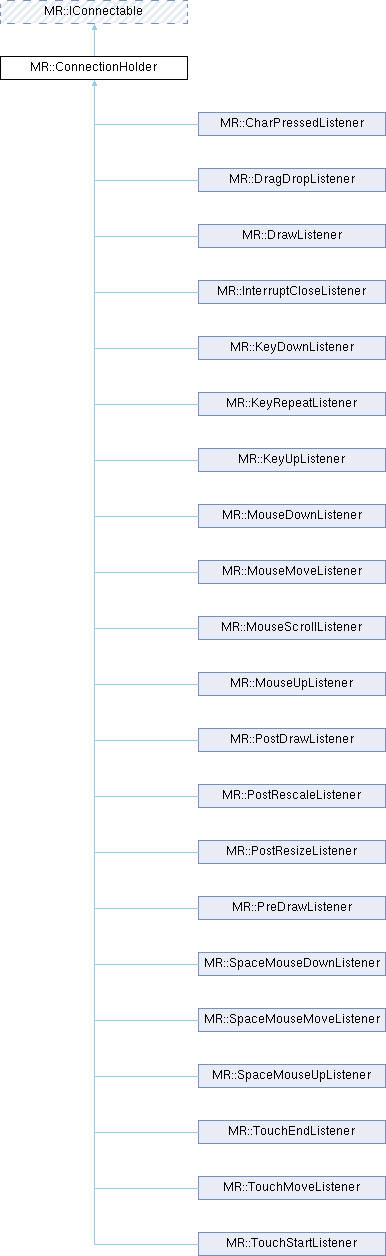 MR::IConnectable
MR::ConnectionHolder
MR::CharPressedListener
MR::DragDropListener
MR::DrawListener
MR::InterruptCloseListener
MR::KeyDownListener
MR::KeyRepeatListener
MR::KeyUpListener
MR::MouseDownListener
MR::MouseMoveListener
MR::MouseScrollListener
MR::MouseUpListener
MR::PostDrawListener
MR::PostRescaleListener
MR::PostResizeListener
MR::PreDrawListener
MR::SpaceMouseDownListener
MR::SpaceMouseMoveListener
MR::SpaceMouseUpListener
MR::TouchEndListener
MR::TouchMoveListener
MR::TouchStartListener